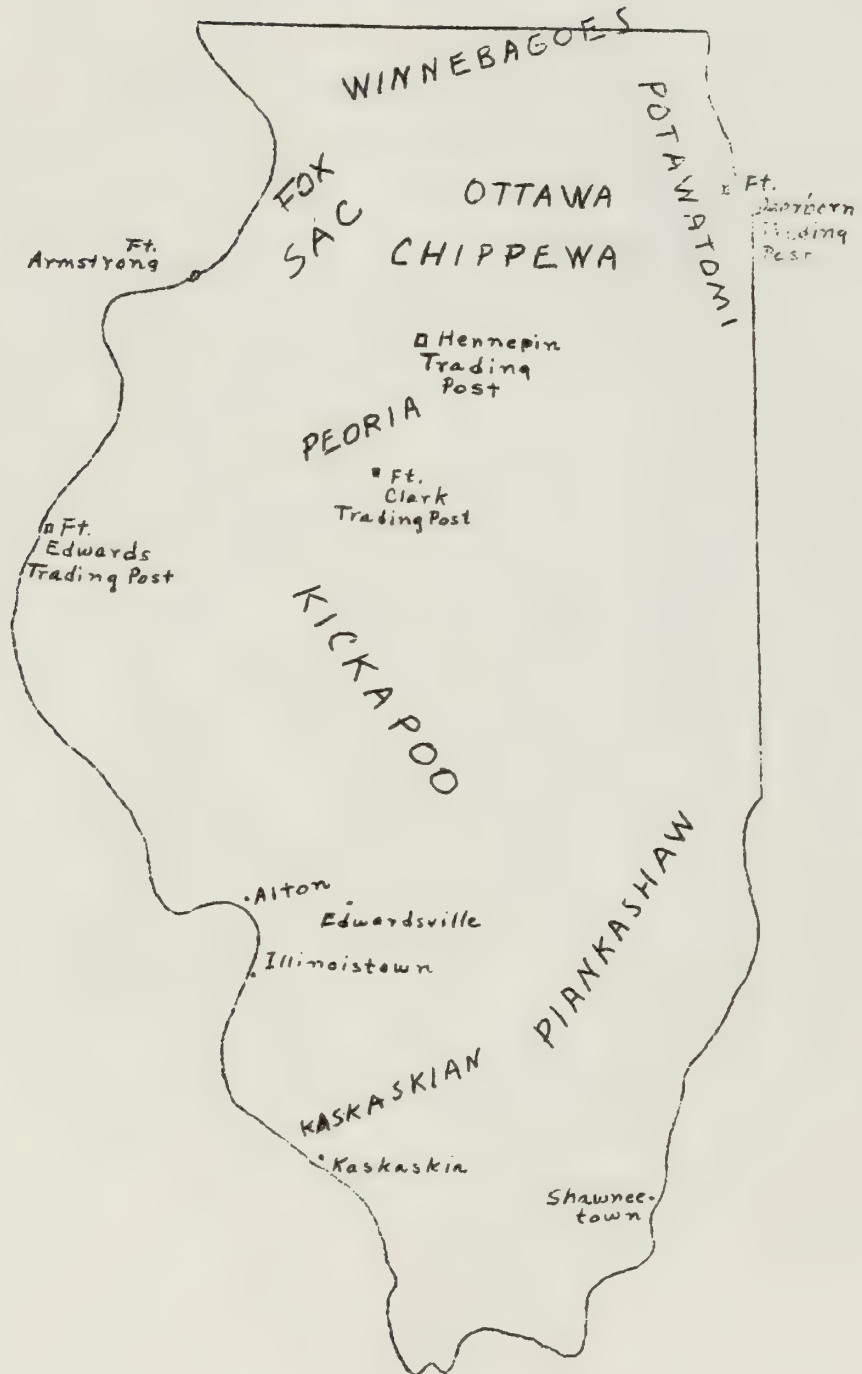 WINNEBAGOES
POTAWATOMI
FOX
SAC
OTTAWA
CHIPPEWA
Ft.
Trading
Ft.
Armstrong
Hennepin
Trading
Post
PEORIA
Ft.
Clark
Trading Post
Ft.
Edwards
Trading Post
KICKAPOO
Alton
Edwardsville
Illinoistown
PIANKASHAW
KASKASKIAN
Kaskaskia
Shawnee-
town